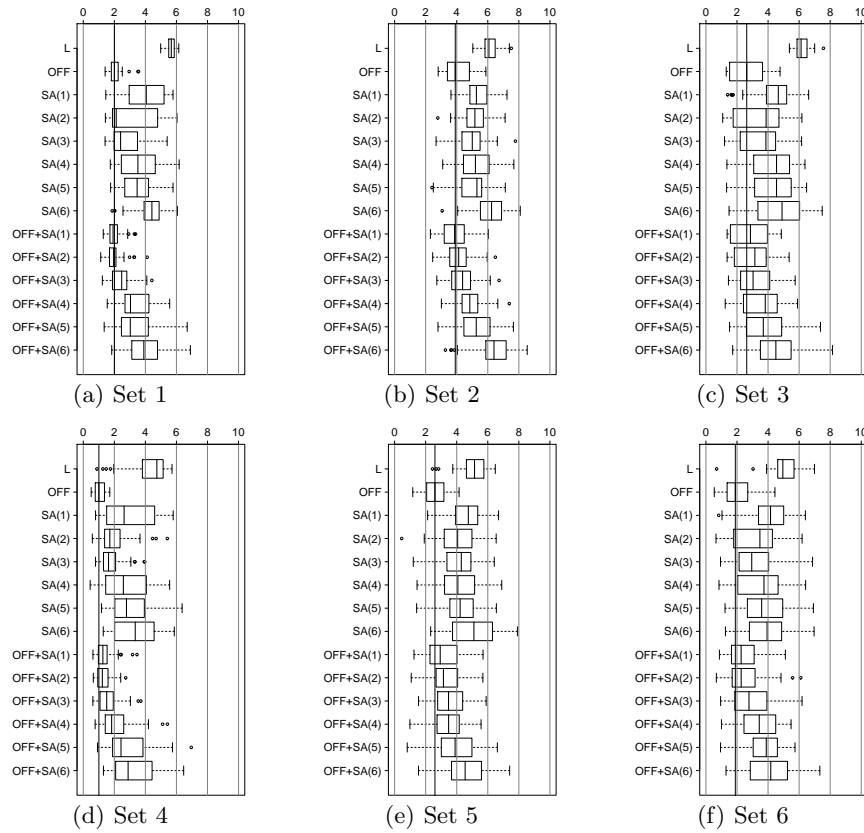 0 2 4 6 8 10
L
OFF
SA(1)
SA(2)
SA(3)
SA(4)
SA(5)
SA(6)
OFF+SA(1)
OFF+SA(2)
OFF+SA(3)
OFF+SA(4)
OFF+SA(5)
OFF+SA(6)
(a) Set 1
0 2 4 6 8 10
L
OFF
SA(1)
SA(2)
SA(3)
SA(4)
SA(5)
SA(6)
OFF+SA(1)
OFF+SA(2)
OFF+SA(3)
OFF+SA(4)
OFF+SA(5)
OFF+SA(6)
(b) Set 2
0 2 4 6 8 10
L
OFF
SA(1)
SA(2)
SA(3)
SA(4)
SA(5)
SA(6)
OFF+SA(1)
OFF+SA(2)
OFF+SA(3)
OFF+SA(4)
OFF+SA(5)
OFF+SA(6)
(c) Set 3
0 2 4 6 8 10
L
OFF
SA(1)
SA(2)
SA(3)
SA(4)
SA(5)
SA(6)
OFF+SA(1)
OFF+SA(2)
OFF+SA(3)
OFF+SA(4)
OFF+SA(5)
OFF+SA(6)
(d) Set 4
0 2 4 6 8 10
L
OFF
SA(1)
SA(2)
SA(3)
SA(4)
SA(5)
SA(6)
OFF+SA(1)
OFF+SA(2)
OFF+SA(3)
OFF+SA(4)
OFF+SA(5)
OFF+SA(6)
(e) Set 5
0 2 4 6 8 10
L
OFF
SA(1)
SA(2)
SA(3)
SA(4)
SA(5)
SA(6)
OFF+SA(1)
OFF+SA(2)
OFF+SA(3)
OFF+SA(4)
OFF+SA(5)
OFF+SA(6)
(f) Set 6